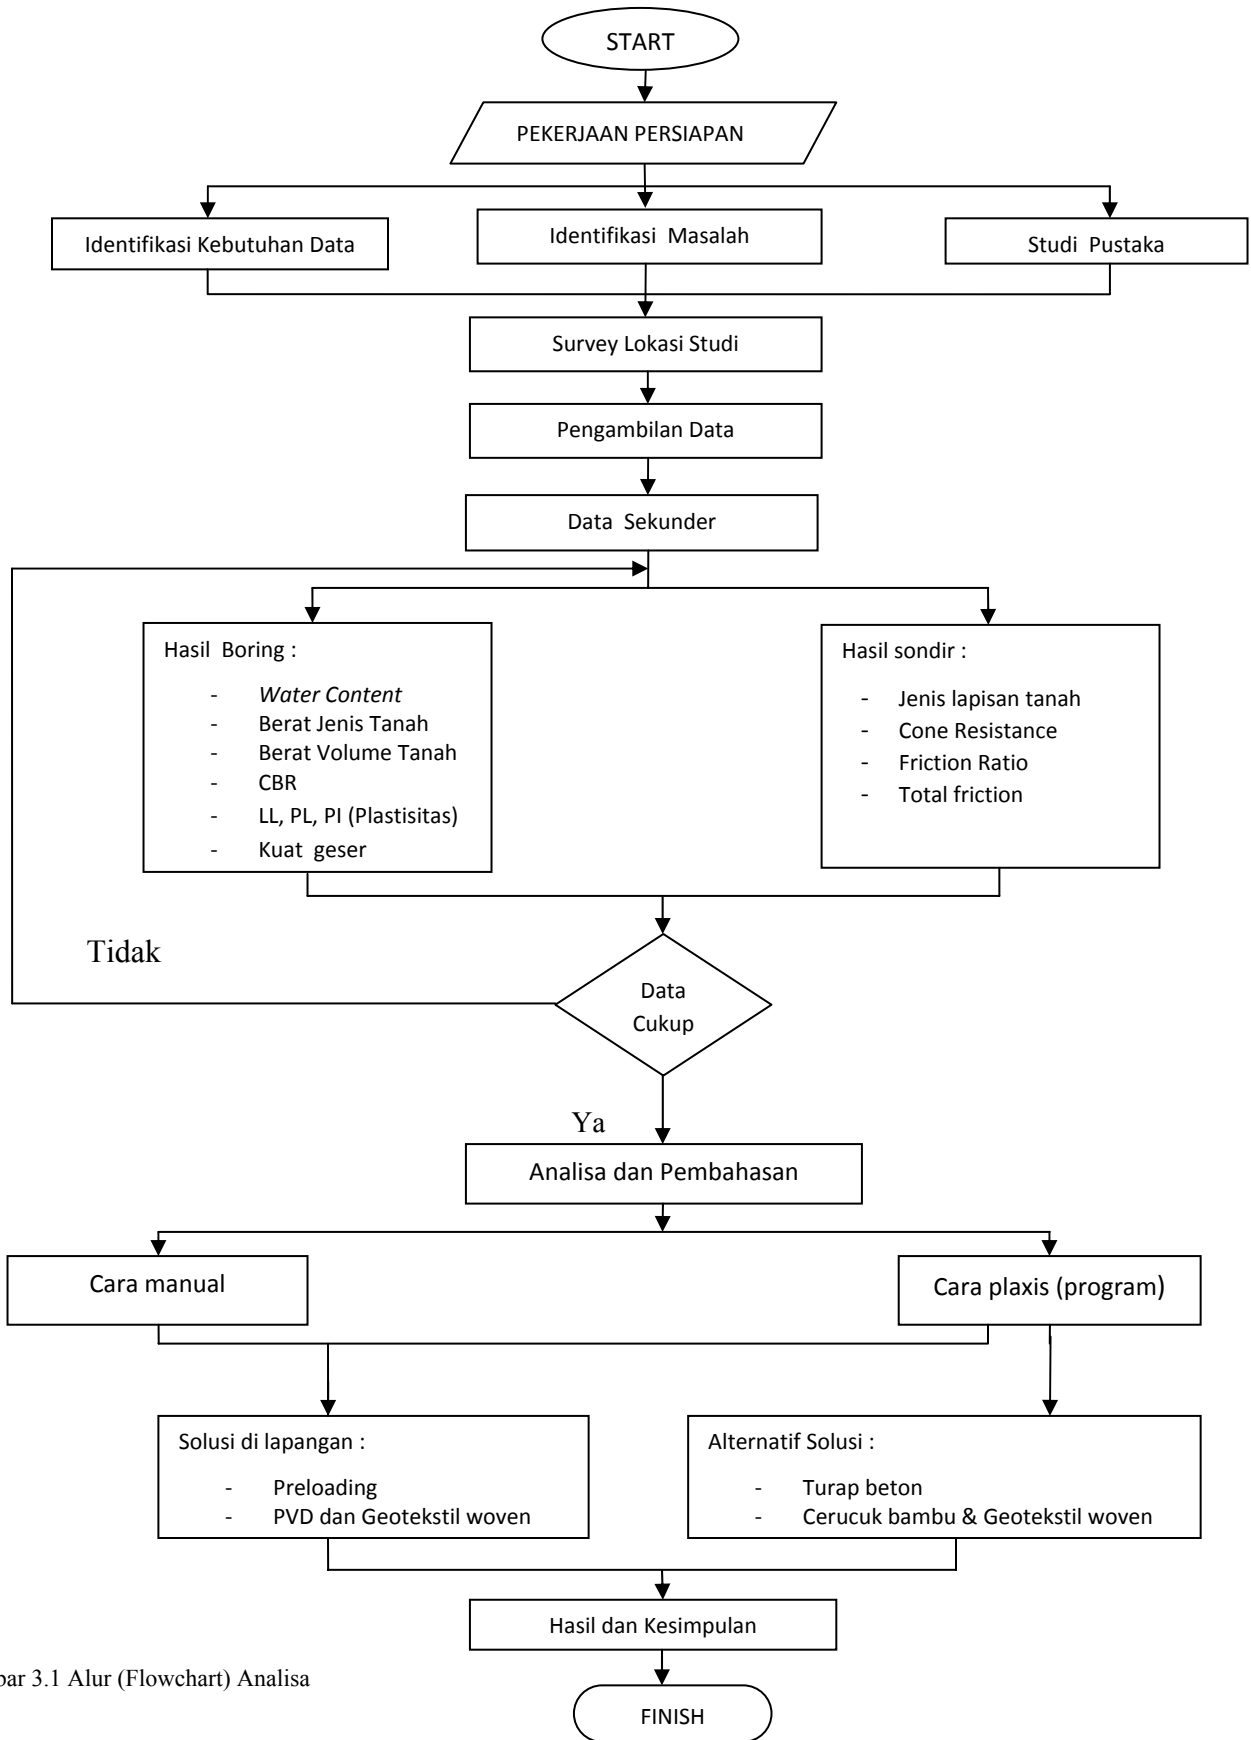 START
PEKERJAAN PERSIAPAN
Identifikasi Kebutuhan Data
Identifikasi Masalah
Studi Pustaka
Survey Lokasi Studi
Pengambilan Data
Data Sekunder
Hasil Boring :
- Water Content
- Berat Jenis Tanah
- Berat Volume Tanah
- CBR
- LL, PL, PI (Plastisitas)
- Kuat geser
Hasil sondir :
- Jenis lapisan tanah
- Cone Resistance
- Friction Ratio
- Total friction
Tidak
Data
Cukup
Ya
Analisa dan Pembahasan
Cara manual
Cara plaxis (program)
Solusi di lapangan :
- Preloading
- PVD dan Geotekstil woven
Alternatif Solusi :
- Turap beton
- Cerucuk bambu & Geotekstil woven
Hasil dan Kesimpulan
bar 3.1 Alur (Flowchart) Analisa
FINISH